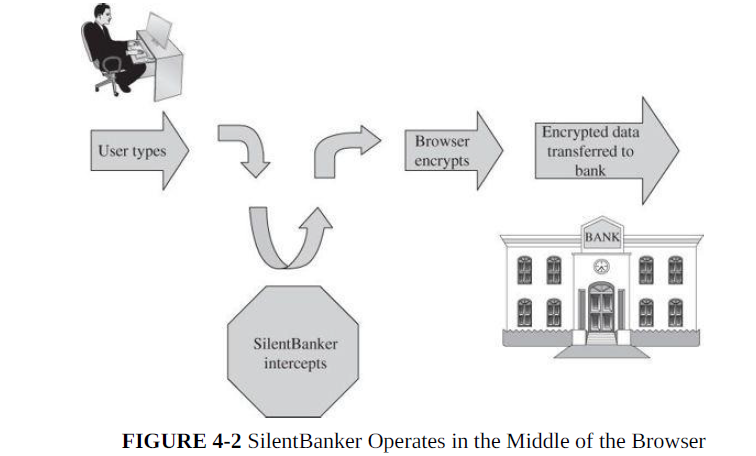 User types
Browser
encrypts
Encrypted data
transferred to
bank
BANK
SilentBanker
intercepts
FIGURE 4-2 SilentBanker Operates in the Middle of the Browser